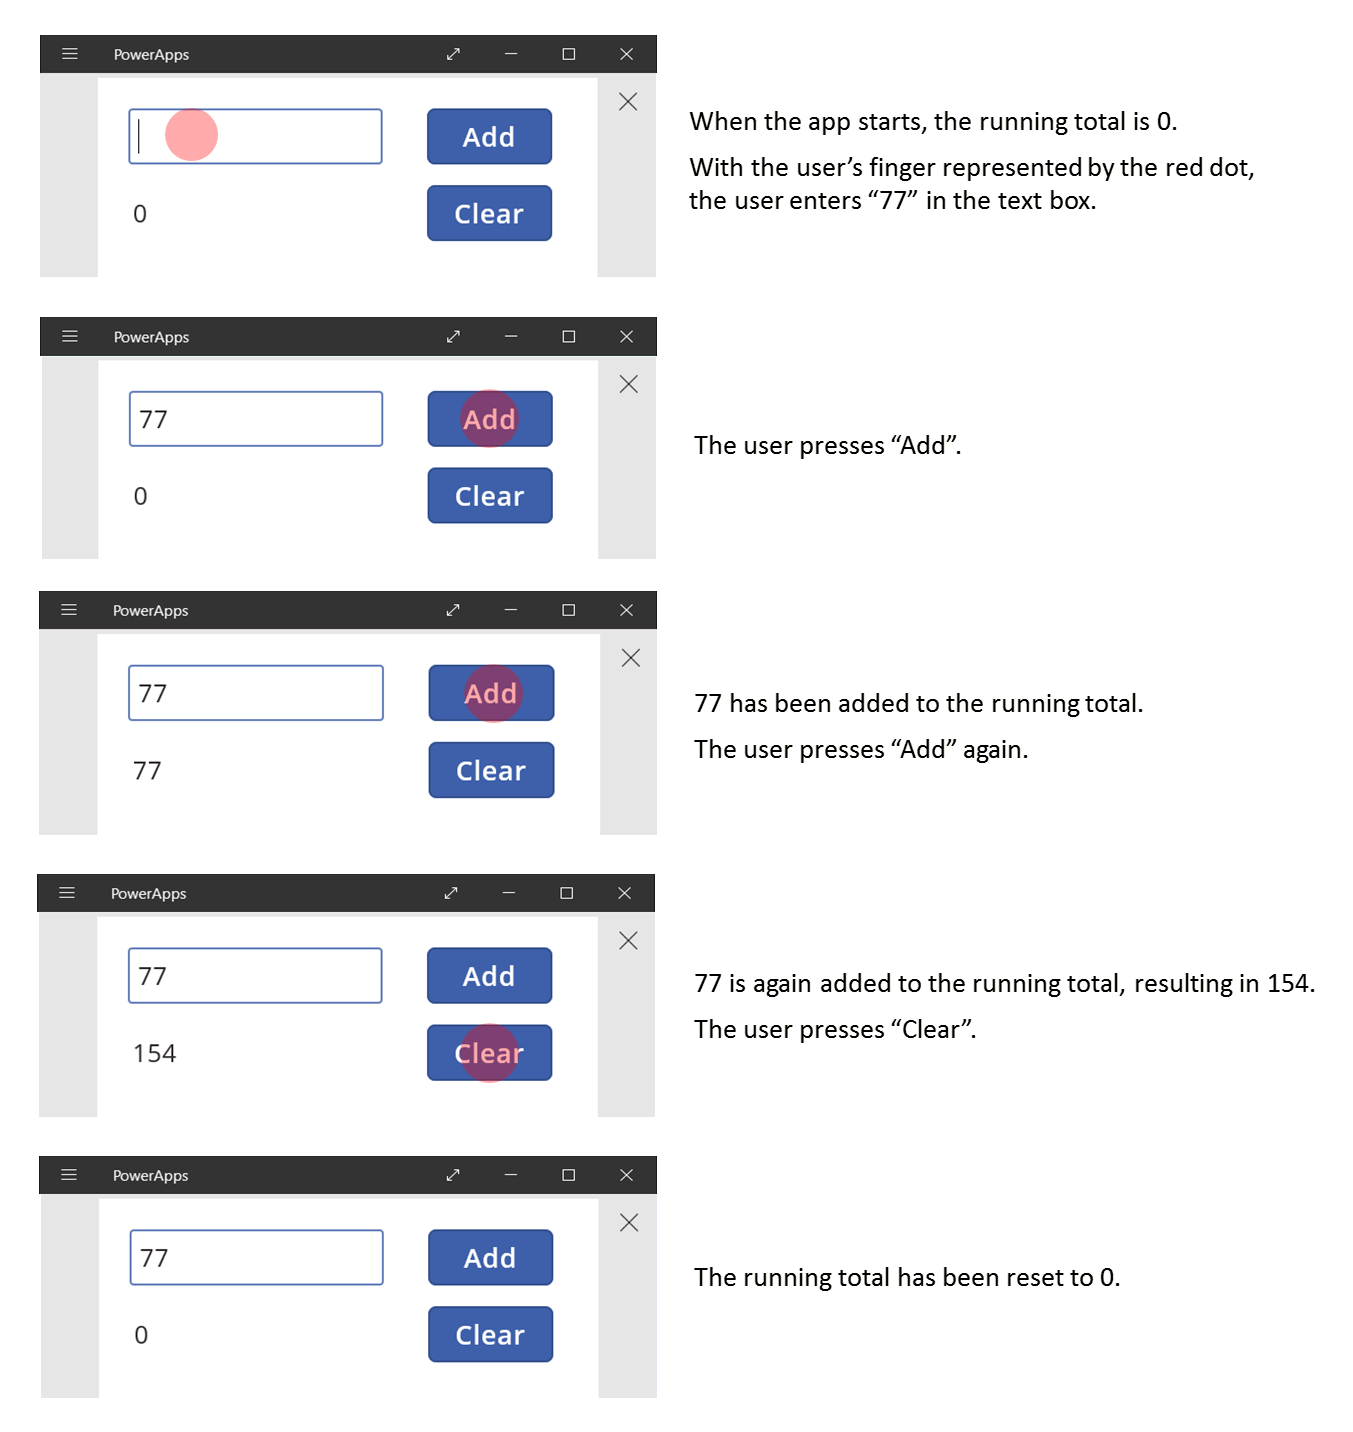 PowerApps
Add
When the app starts, the running total is 0.
With the user’s finger represented by the red dot,
the user enters “77” in the text box.
0
Clear
PowerApps
77
Add
The user presses “Add”.
0
Clear
PowerApps
77
Add
77 has been added to the running total.
The user presses “Add” again.
77
Clear
PowerApps
77
Add
77 is again added to the running total, resulting in 154.
The user presses “Clear”.
154
Clear
PowerApps
77
Add
The running total has been reset to 0.
0
Clear